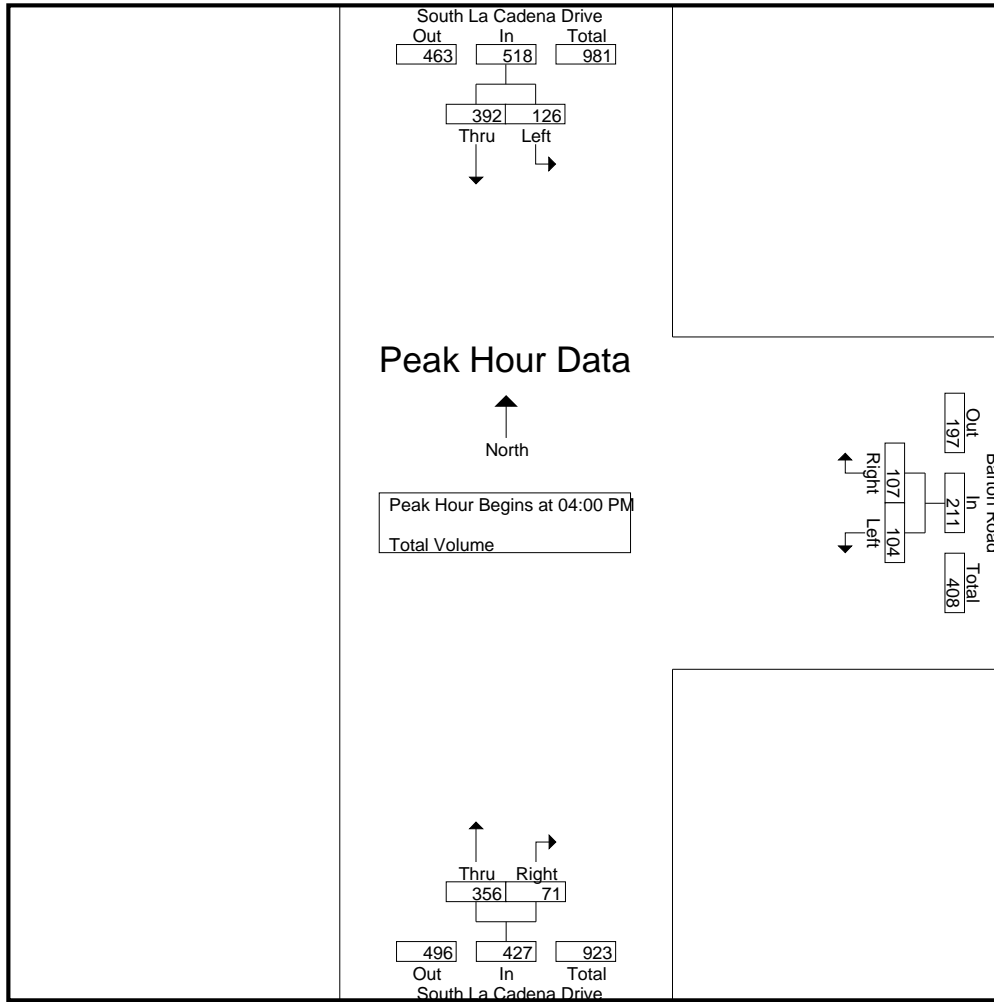 South La Cadena Drive
Out In Total
463 518 981
392 126
Thru Left
Peak Hour Data
North
Peak Hour Begins at 04:00 PM
Total Volume
Out In Total
197 211 408
Road
107 104
Right Left
Thru Right
356 71
496 427 923
Out In Total
South La Cadena Drive